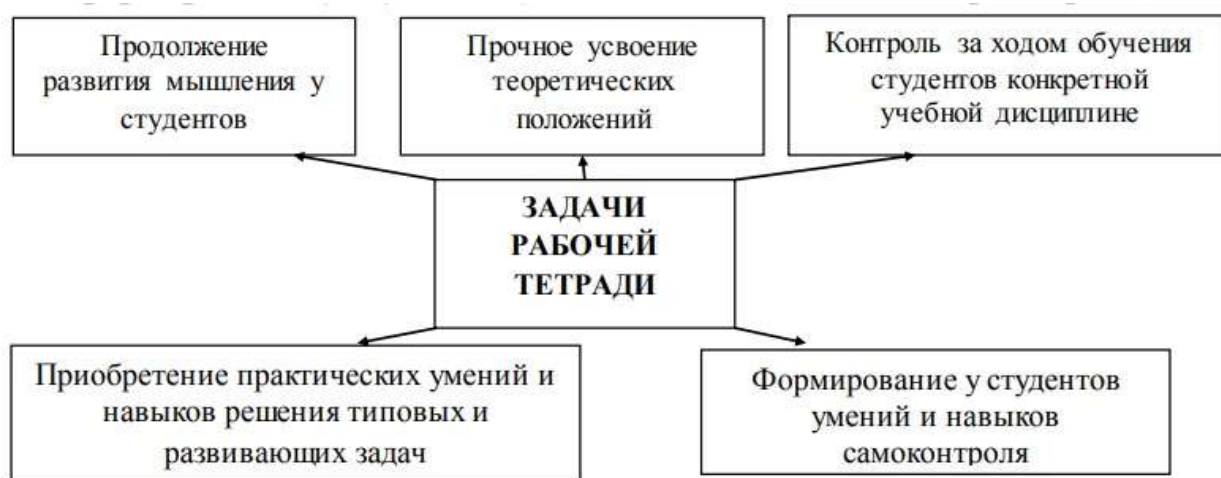 Продолжение
развития мышления у
студентов
Прочное усвоение
теоретических
положений
Контроль за ходом обучения
студентов конкретной
учебной дисциплине
ЗАДАЧИ
РАБОЧЕЙ
ТЕТРАДИ
Приобретение практических умений и
навыков решения типовых и
развивающих задач
Формирование у студентов
умений и навыков
самоконтроля